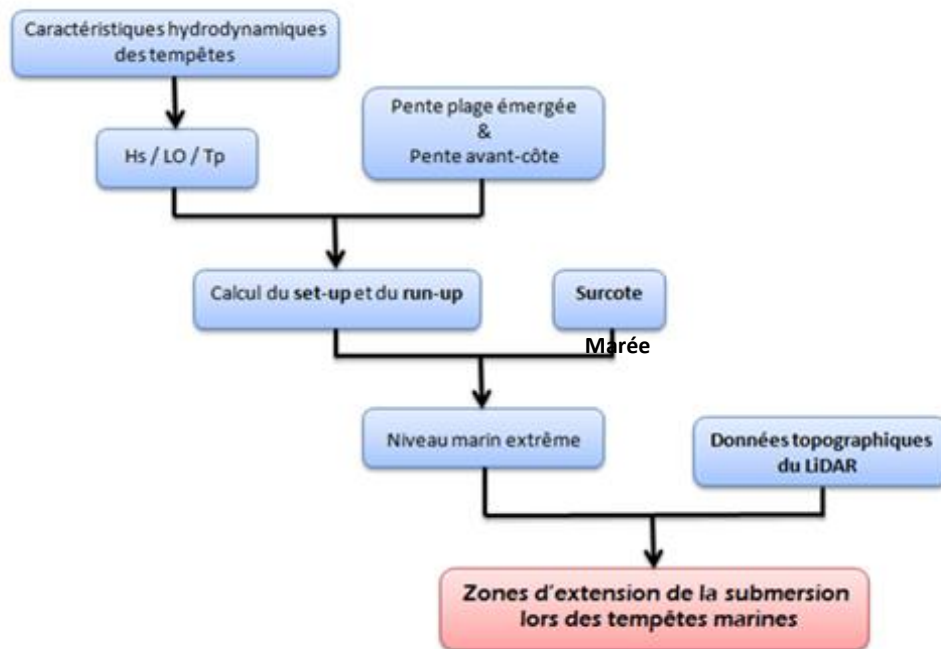 Caractéristiques hydrodynamiques
des tempêtes
Pente plage émergée
&
Pente avant-côte
Hs / LO / Tp
Calcul du set-up et du run-up
Surcote
Marée
Niveau marin extrême
Données topographiques
du LiDAR
Zones d'extension de la submersion
lors des tempêtes marines